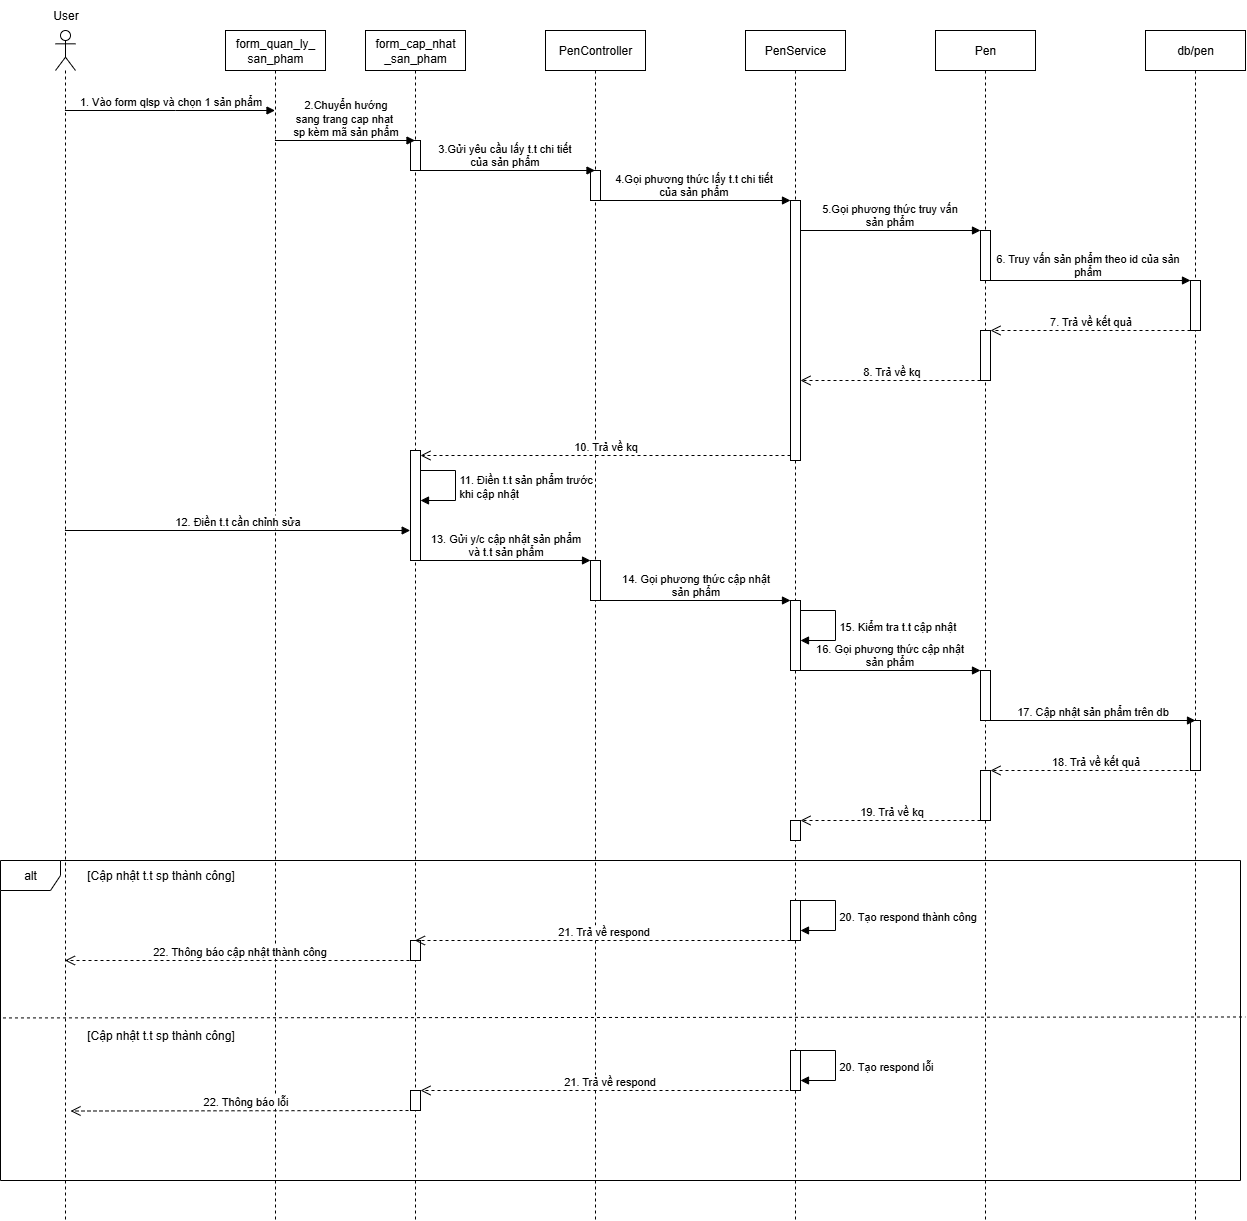 User
form_quan_ly_
san_pham
form_cap_nhat
_san_pham
PenController
PenService
Pen
db/pen
1. Vào form qlsp và chọn 1 sản phẩm
2.Chuyển hướng
sang trang cap nhat
sp kèm mã sản phẩm
3.Gửi yêu cầu lấy t.t chi tiết
của sản phẩm
4.Gọi phương thức lấy t.t chi tiết
của sản phẩm
5.Gọi phương thức truy vấn
sản phẩm
6. Truy vấn sản phẩm theo id của sản
phẩm
7. Trả về kết quả
8. Trả về kq
10. Trả về kq
11. Điền t.t sản phẩm trước
khi cập nhật
12. Điền t.t cần chỉnh sửa
13. Gửi y/c cập nhật sản phẩm
và t.t sản phẩm
14. Gọi phương thức cập nhật
sản phẩm
15. Kiểm tra t.t cập nhật
16. Gọi phương thức cập nhật
sản phẩm
17. Cập nhật sản phẩm trên db
18. Trả về kết quả
19. Trả về kq
alt
[Cập nhật t.t sp thành công]
20. Tạo respond thành công
21. Trả về respond
22. Thông báo cập nhật thành công
[Cập nhật t.t sp thành công]
20. Tạo respond lỗi
21. Trả về respond
22. Thông báo lỗi